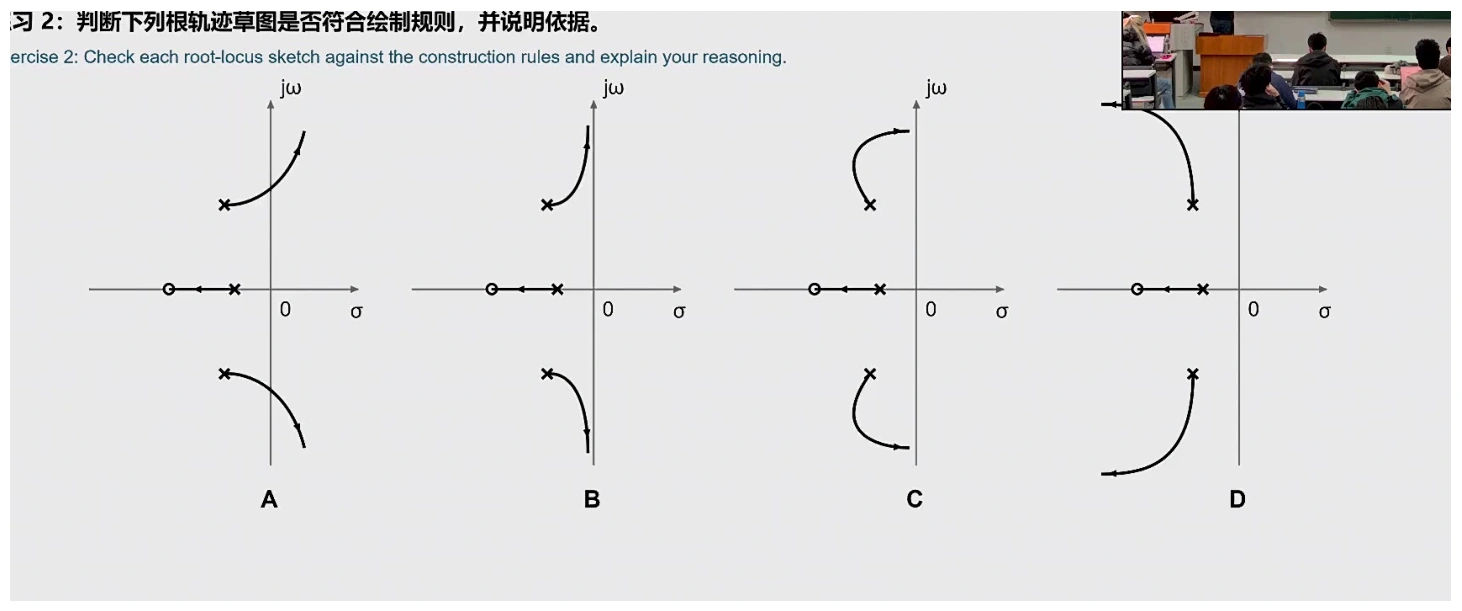 习 2：判断下列根轨迹草图是否符合绘制规则，并说明依据。
ercise 2: Check each root-locus sketch against the construction rules and explain your reasoning.
jω
jω
jω
0
σ
0
σ
0
σ
0
σ
A
B
C
D